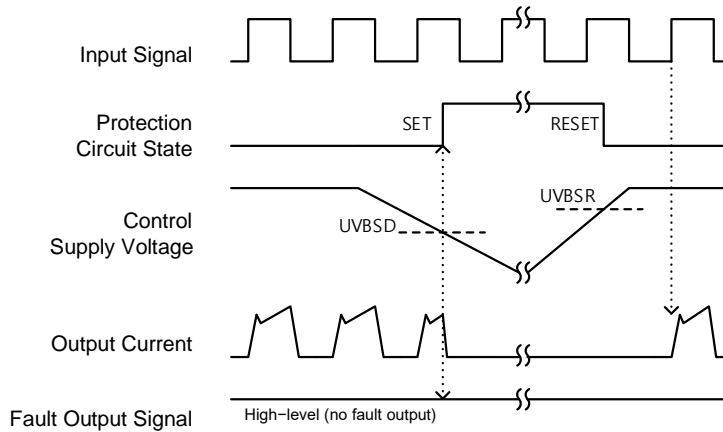 Input Signal
Protection
Circuit State
SET
RESET
Control
Supply Voltage
UVBSD
UVBSR
Output Current
Fault Output Signal
High−level (no fault output)